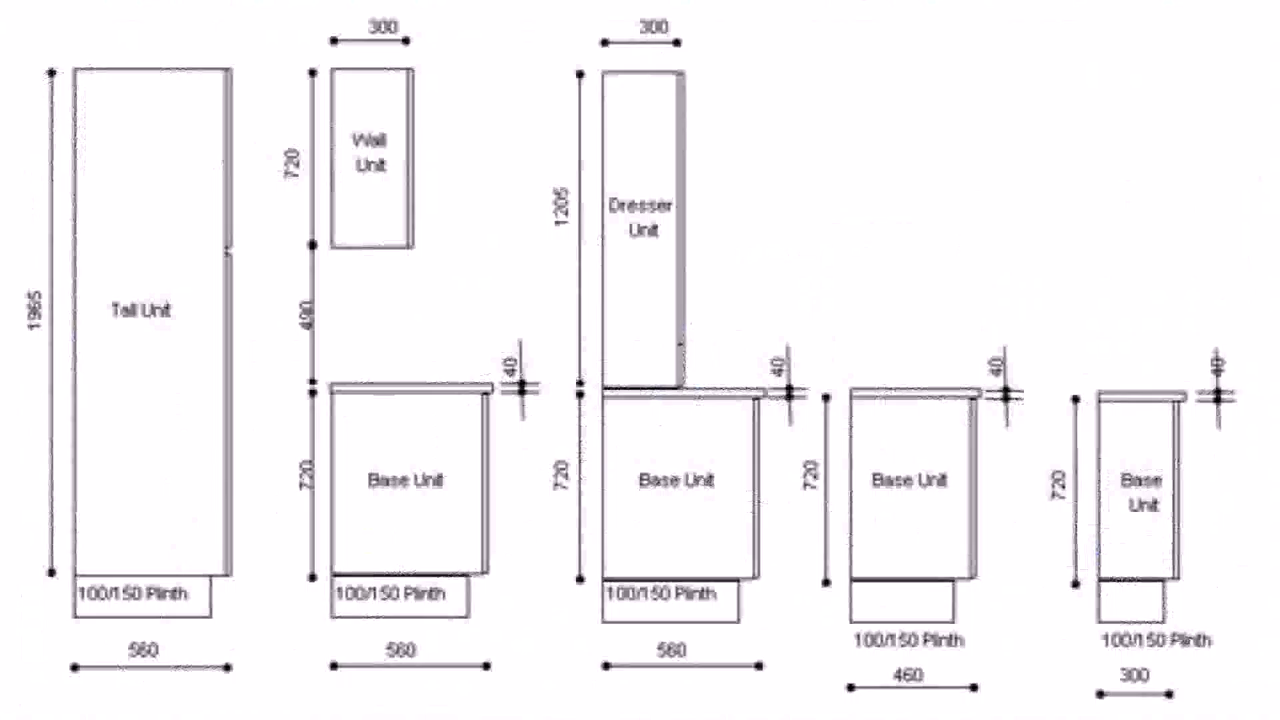 300
300
720
Wall
Unit
1205
Dresser
Unit
1965
Tall Unit
490
40
40
40
40
720
Base Unit
720
Base Unit
720
Base Unit
720
Base
Unit
100/150 Plinth
100/150 Plinth
100/150 Plinth
100/150 Plinth
100/150 Plinth
560
560
560
460
300